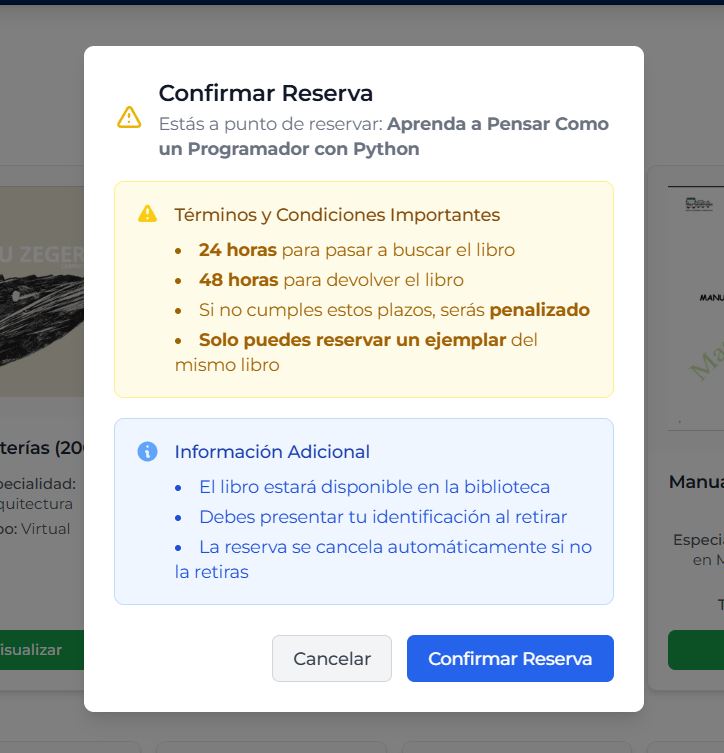 Confirmar Reserva
Estás a punto de reservar: Aprenda a Pensar Como
un Programador con Python
U ZEGER
Términos y Condiciones Importantes
• 24 horas para pasar a buscar el libro
• 48 horas para devolver el libro
• Si no cumples estos plazos, serás penalizado
• Solo puedes reservar un ejemplar del
mismo libro
MANU
Ma
terías (20
pecialidad:
quitectura
po: Virtual
isualizar
Información Adicional
• El libro estará disponible en la biblioteca
• Debes presentar tu identificación al retirar
• La reserva se cancela automáticamente si no
la retiras
Manua
Especi
en M
T
Cancelar
Confirmar Reserva